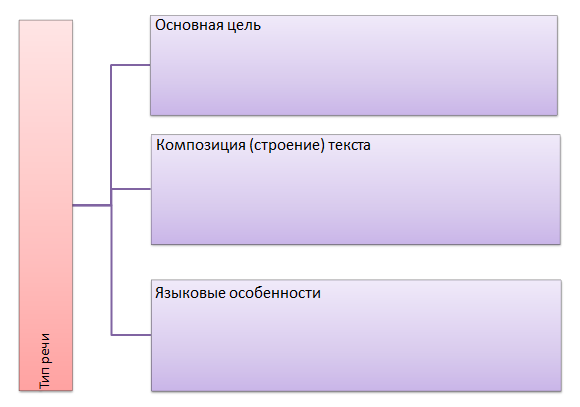 Тип речи
Основная цель
Композиция (строение) текста
Языковые особенности